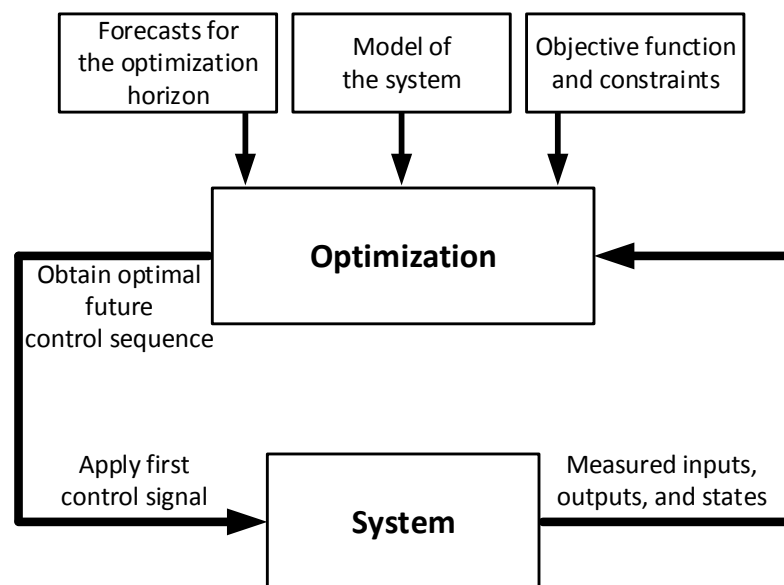 Forecasts for
the optimization
horizon
Model of
the system
Objective function
and constraints
Optimization
Obtain optimal
future
control sequence
Apply first
control signal
System
Measured inputs,
outputs, and states